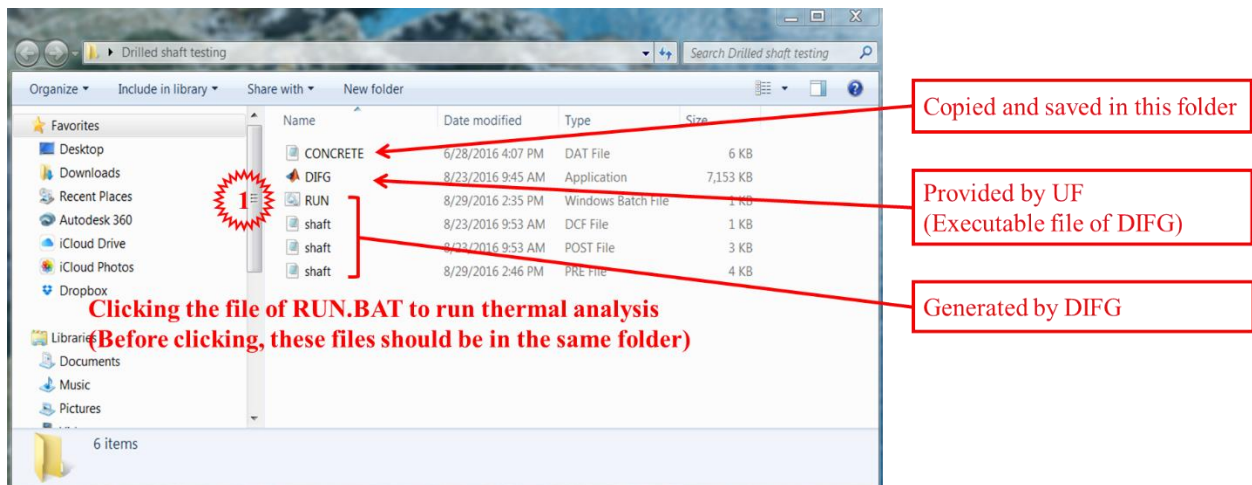 Drilled shaft testing
Search Drilled shaft testing
Organize
Include in library
Share with
New folder
Name
Date modified
Type
Size
Favorites
Desktop
Downloads
Recent Places
Autodesk 360
iCloud Drive
iCloud Photos
Dropbox
Libraries
Documents
Music
Pictures
CONCRETE 6/28/2016 4:07 PM DAT File 6 KB
DIFG 8/23/2016 9:45 AM Application 7,153 KB
RUN 8/29/2016 2:35 PM Windows Batch File 1 KB
shaft 8/23/2016 9:53 AM DCF File 1 KB
shaft 8/23/2016 9:53 AM POST File 3 KB
shaft 8/29/2016 2:46 PM PRE File 4 KB
1
Clicking the file of RUN.BAT to run thermal analysis
(Before clicking, these files should be in the same folder)
6 items
Copied and saved in this folder
Provided by UF
(Executable file of DIFG)
Generated by DIFG